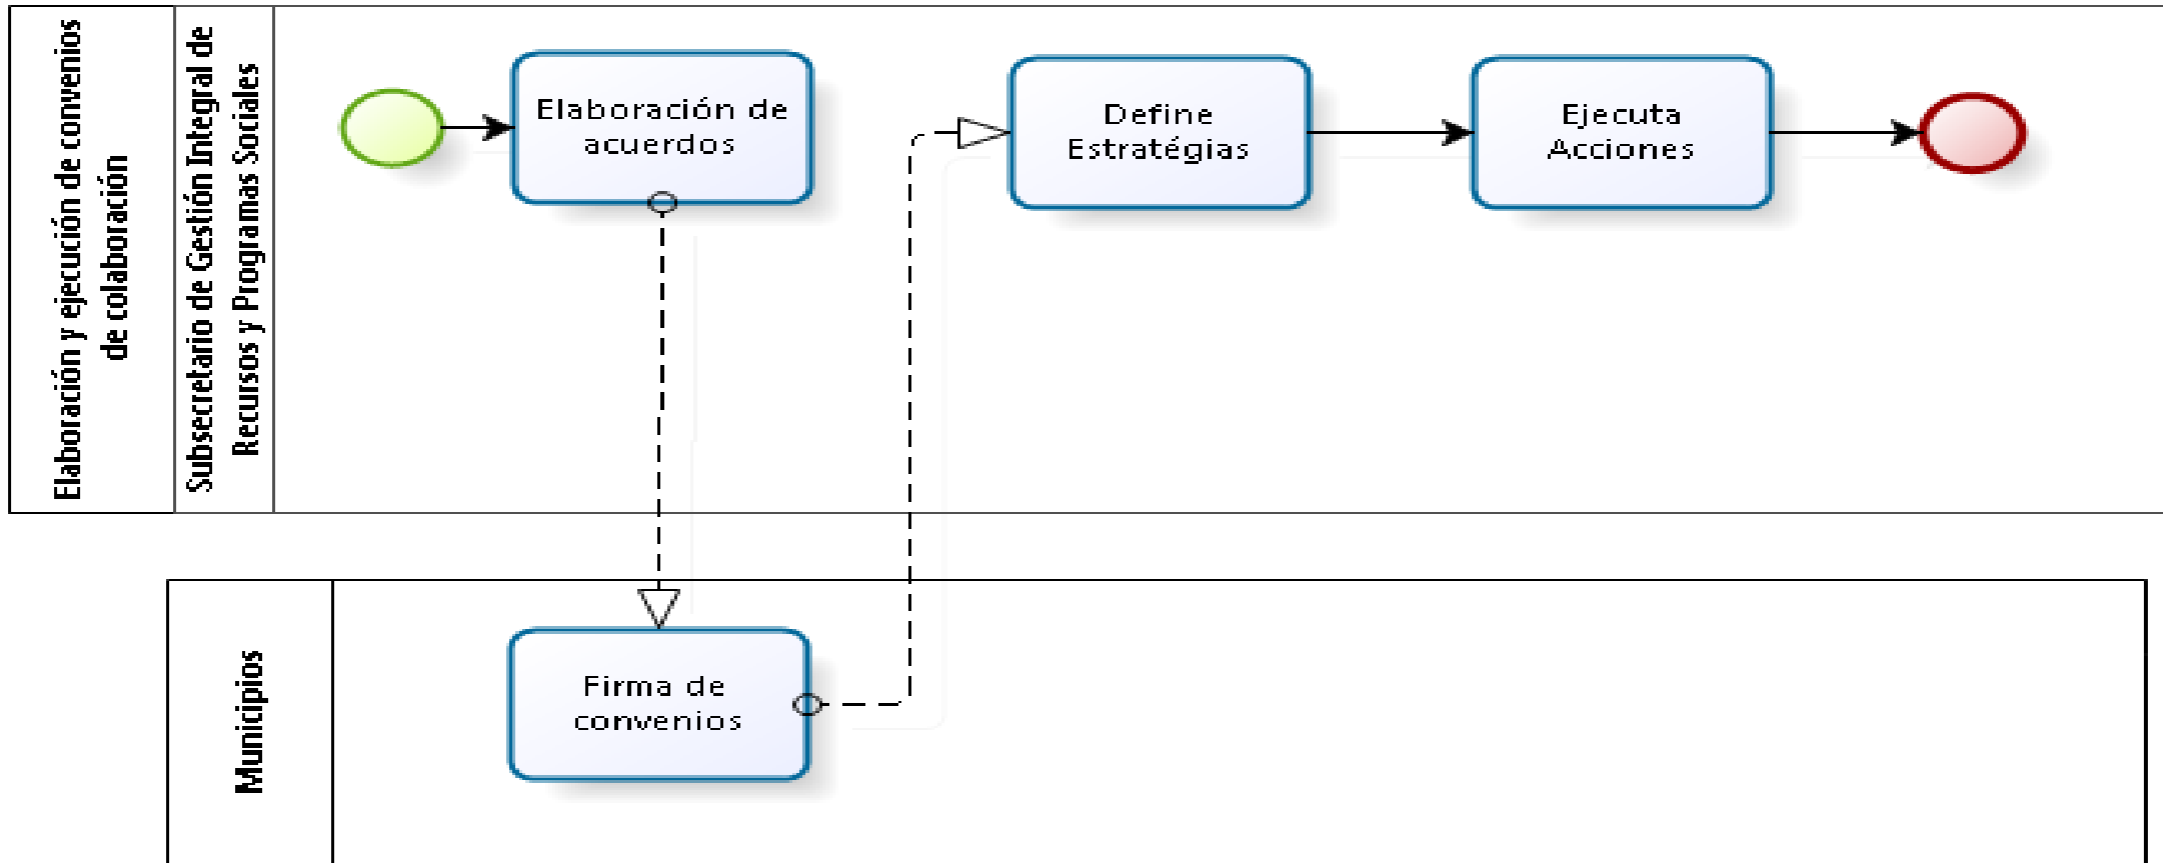 Elaboración y ejecución de convenios
de colaboración
Subsecretario de Gestión Integral de
Recursos y Programas Sociales
Elaboración de
acuerdos
Define
Estratégias
Ejecuta
Acciones
Municipios
Firma de
convenios